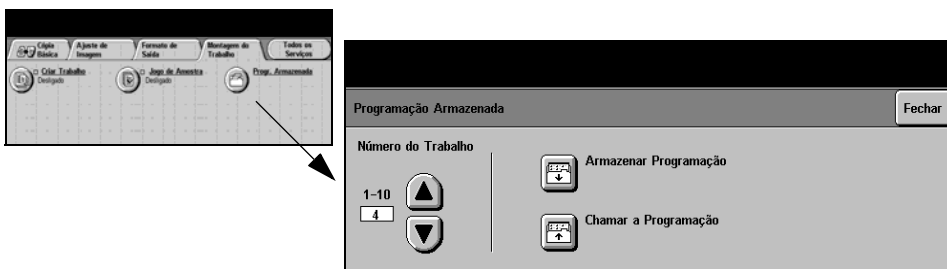 Cópia Básica
Ajuste de Imagem
Formato de Saída
Montagem do Trabalho
Todos os Serviços
Criar Trabalho
Desligado
Jogo de Amostra
Desligado
Progr. Armazenada
Programação Armazenada
Fechar
Número do Trabalho
1-10
4
Armazenar Programação
Chamar a Programação